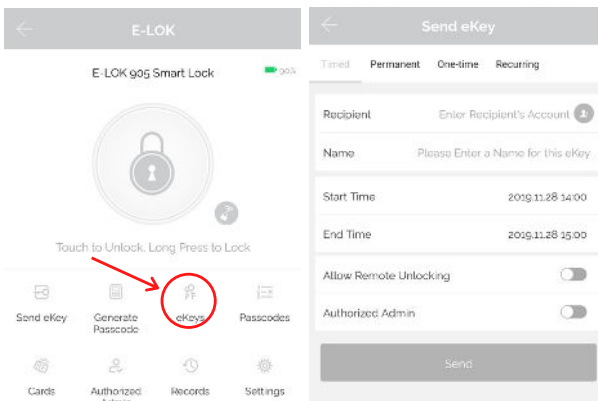 E-LOK
E-LOK 905 Smart Lock
90%
Touch to Unlock, Long Press to Lock
Send eKey
Generate
Passcode
eKeys
Passcodes
Cards
Authorized
Admin
Records
Settings
Send eKey
Timed Permanent One-time Recurring
Recipient Enter Recipient's Account
Name Please Enter a Name for this eKey
Start Time 2019.11.28 14:00
End Time 2019.11.28 15:00
Allow Remote Unlocking
Authorized Admin
Send